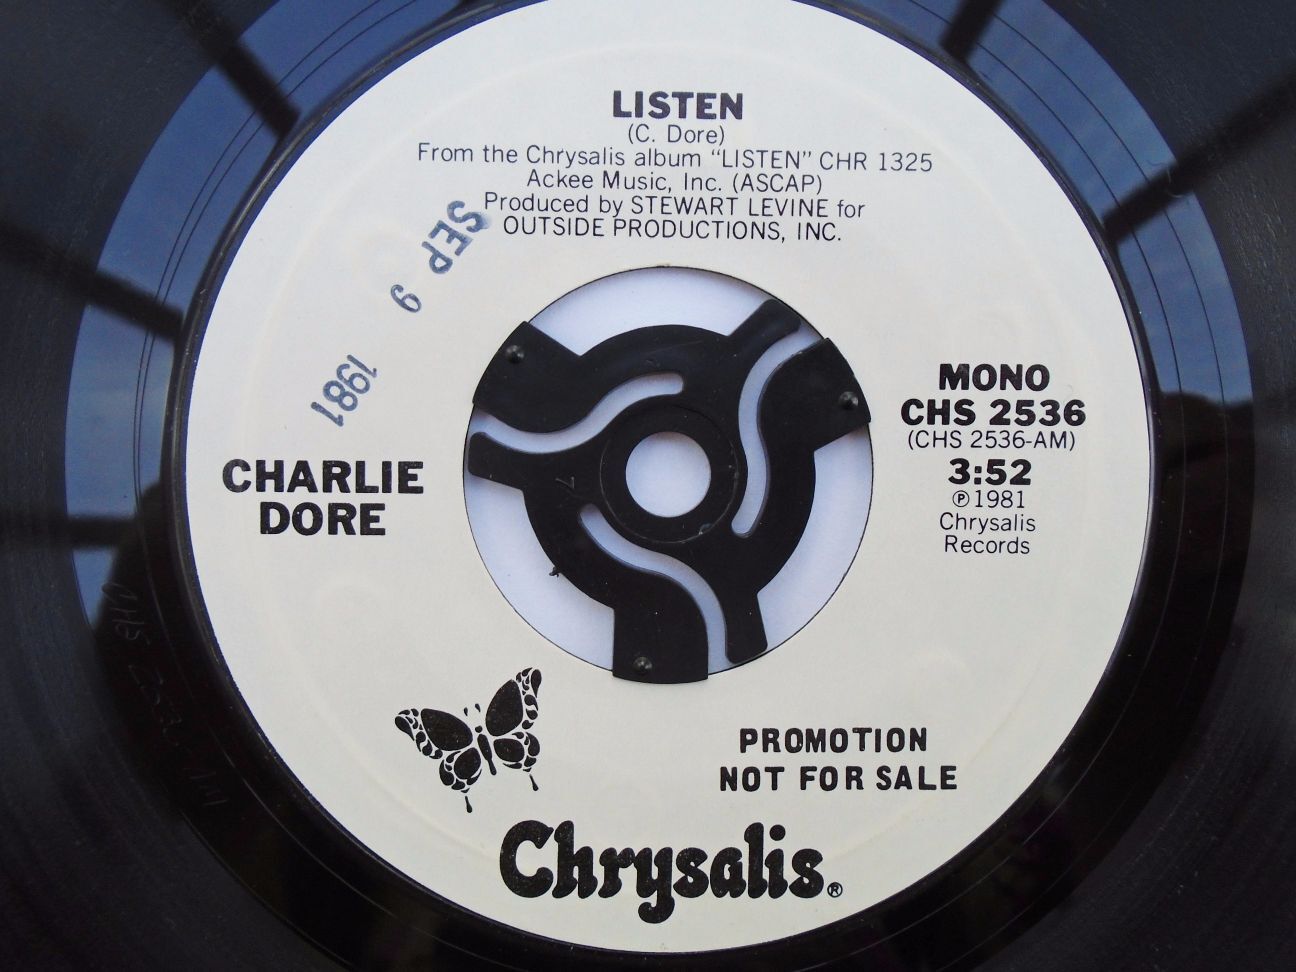 LISTEN
(C. Dore)
From the Chrysalis album "LISTEN" CHR 1325
Ackee Music, Inc. (ASCAP)
Produced by STEWART LEVINE for
OUTSIDE PRODUCTIONS, INC.
SEP 9 1981
MONO
CHS 2536
(CHS 2536-AM)
3:52
℗1981
Chrysalis
Records
CHARLIE
DORE
PROMOTION
NOT FOR SALE
Chrysalis®